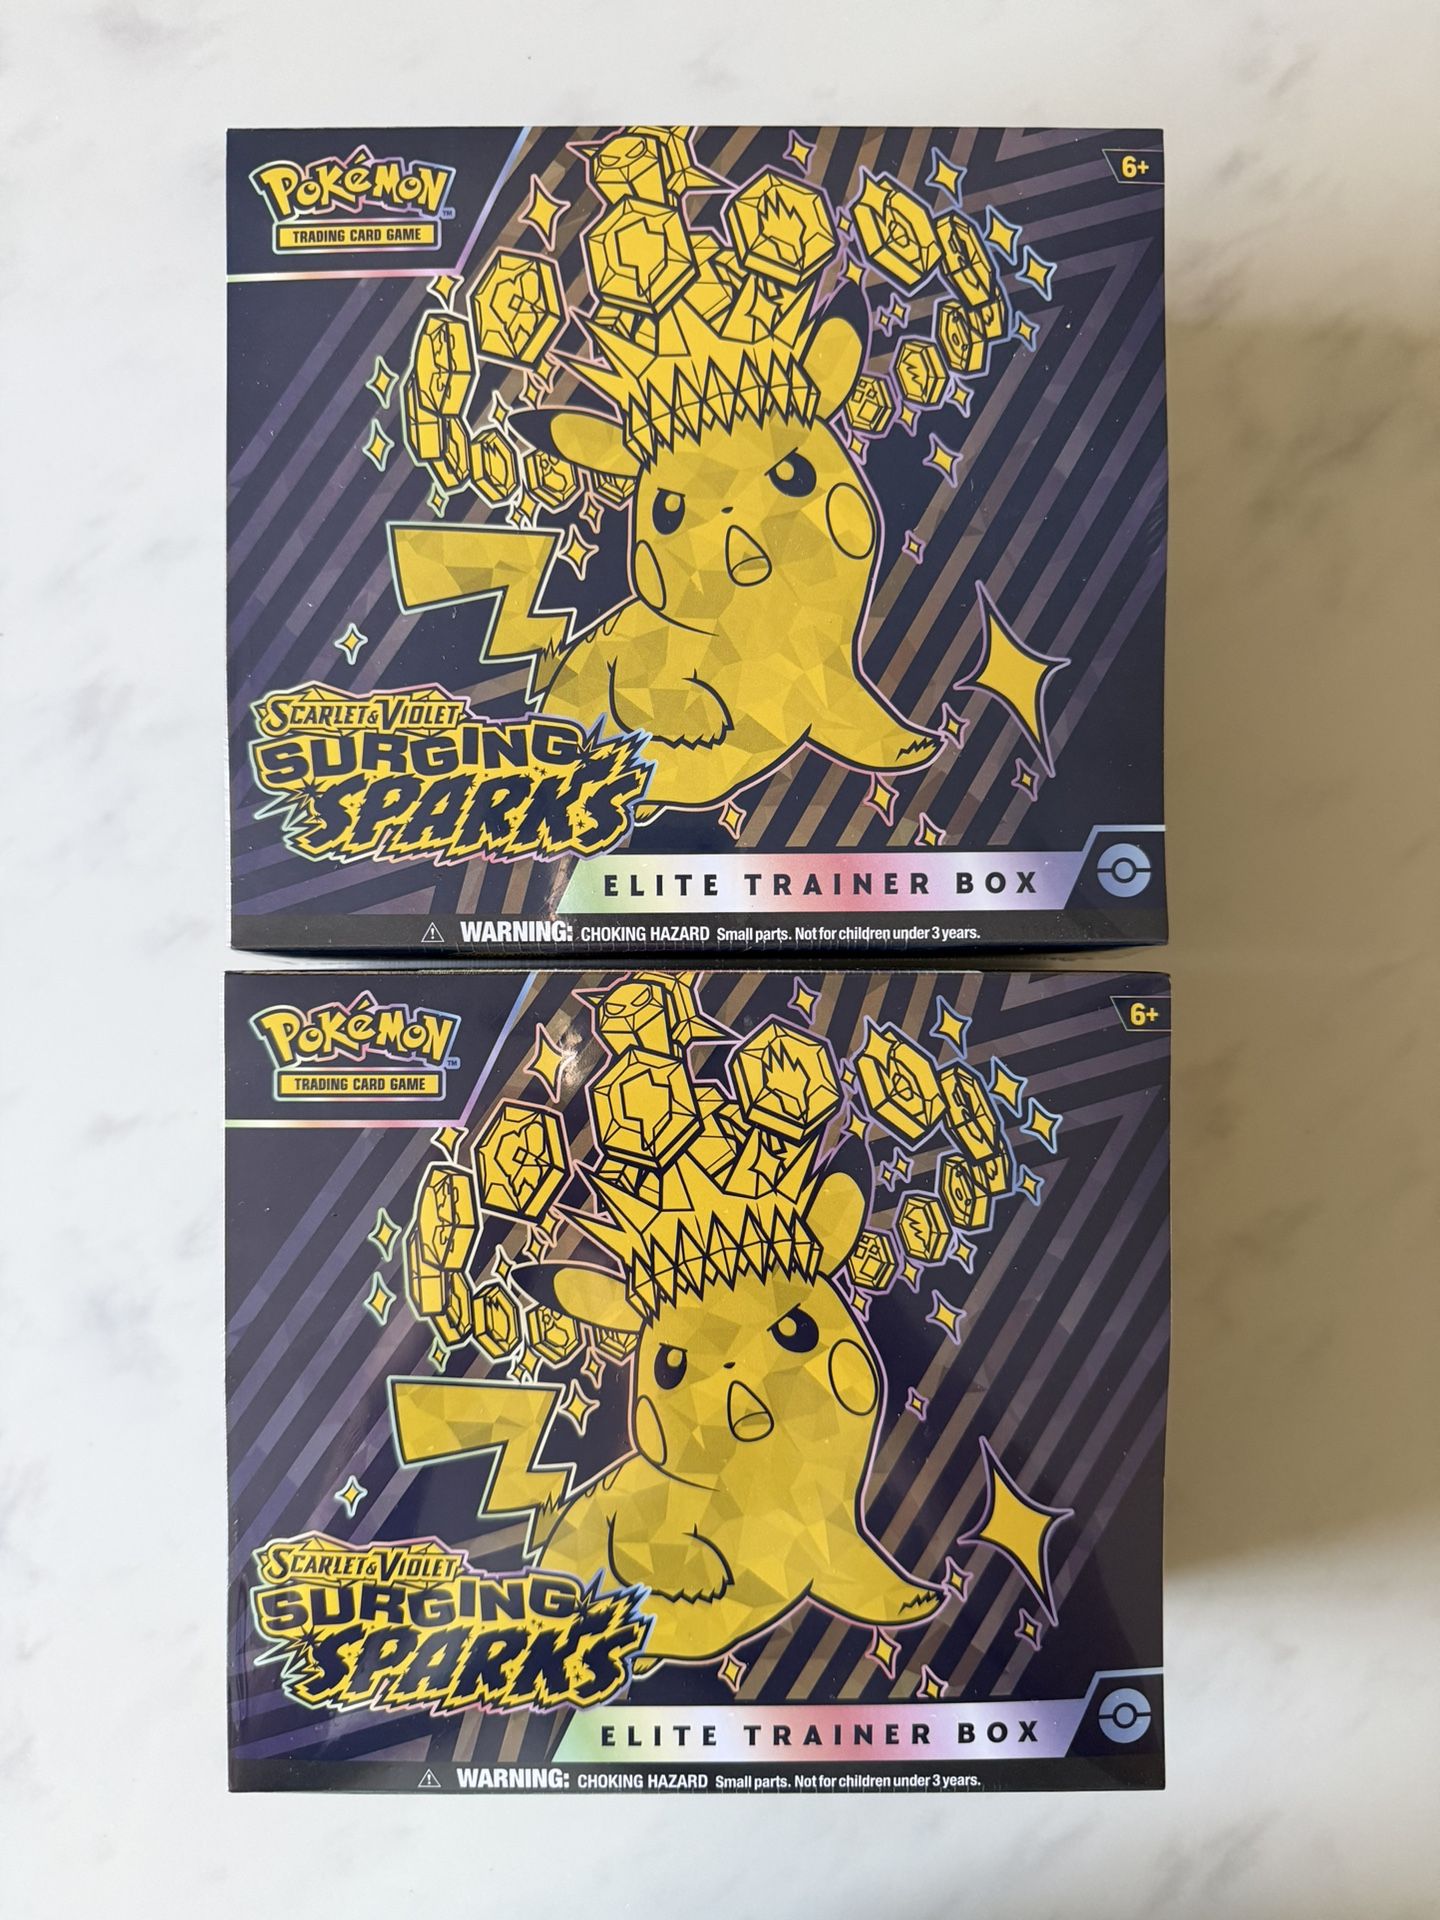 POKéMON
TM
TRADING CARD GAME
6+
SCARLET & VIOLET
SURGING
SPARKS
ELITE TRAINER BOX
WARNING: CHOKING HAZARD Small parts. Not for children under 3 years.
POKéMON
TM
TRADING CARD GAME
6+
SCARLET & VIOLET
SURGING
SPARKS
ELITE TRAINER BOX
WARNING: CHOKING HAZARD Small parts. Not for children under 3 years.